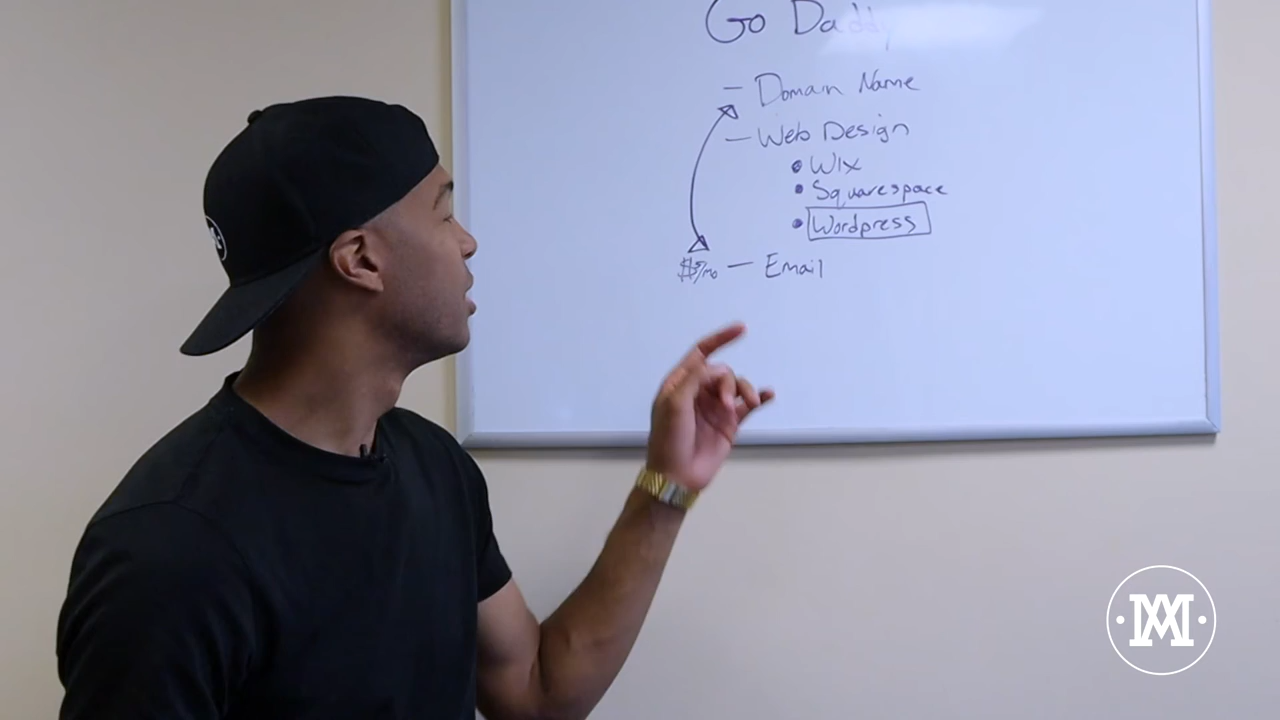 Go Daddy
— Domain Name
— Web Design
• Wix
• Squarespace
• Wordpress
$5/mo — Email